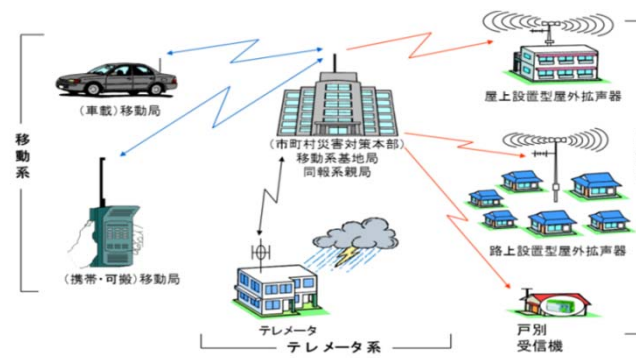 (車載)移動局
屋上設置型屋外拡声器
移動系
(市町村災害対策本部)
移動系基地局
同報系親局
(携帯・可搬)移動局
路上設置型屋外拡声器
テレメータ
テレメータ系
戸別
受信機